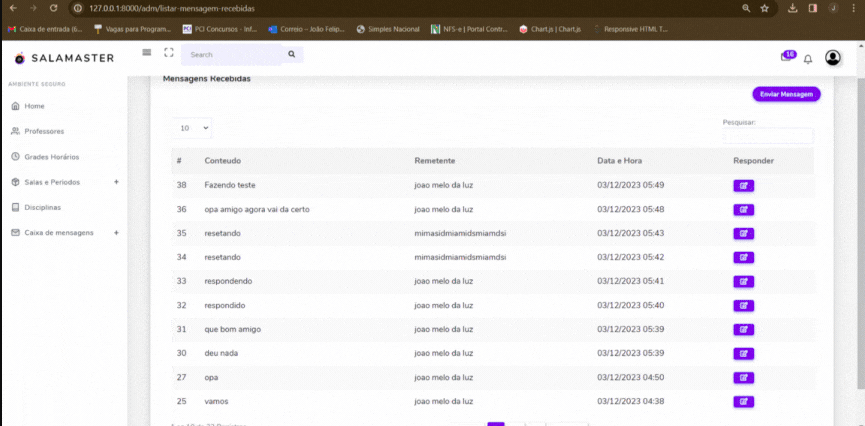 127.0.0.1:8000/adm/listar-mensagem-recebidas
Caixa de entrada (6... Vagas para Program... PCI Concursos - Inf... Correio – João Felip... Simples Nacional NFS-e | Portal Contr... Chart.js | Chart.js Responsive HTML T...
SALAMASTER Search 16
AMBIENTE SEGURO
Home
Professores
Grades Horários
Salas e Periodos +
Disciplinas
Caixa de mensagens +
Mensagens Recebidas
Enviar Mensagem
10
Pesquisar:
# Conteudo Remetente Data e Hora Responder
38 Fazendo teste joao melo da luz 03/12/2023 05:49
36 opa amigo agora vai da certo joao melo da luz 03/12/2023 05:48
35 resetando mimasidmiamidsmiamdsi 03/12/2023 05:43
34 resetando mimasidmiamidsmiamdsi 03/12/2023 05:42
33 respondendo joao melo da luz 03/12/2023 05:41
32 respondido joao melo da luz 03/12/2023 05:40
31 que bom amigo joao melo da luz 03/12/2023 05:39
30 deu nada joao melo da luz 03/12/2023 05:39
27 opa joao melo da luz 03/12/2023 04:50
25 vamos joao melo da luz 03/12/2023 04:38